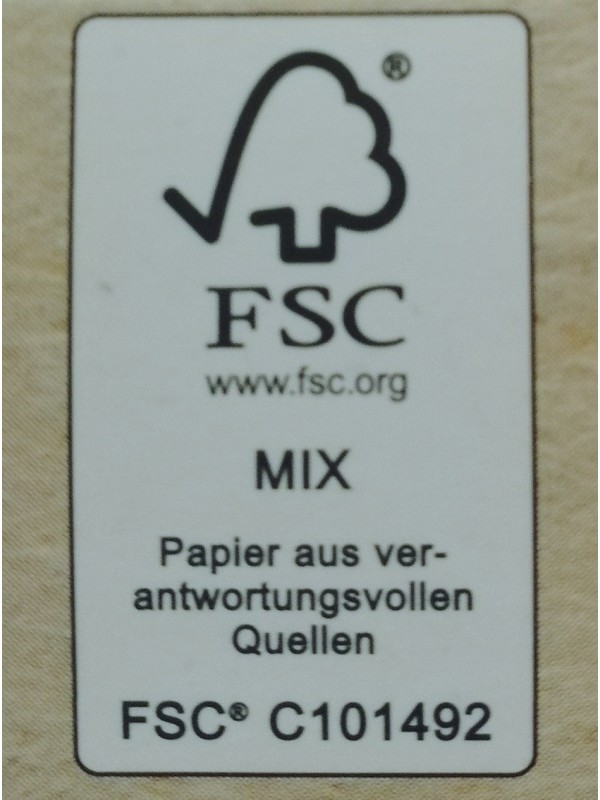 ®
FSC
www.fsc.org
MIX
Papier aus ver-
antwortungsvollen
Quellen
FSC® C101492